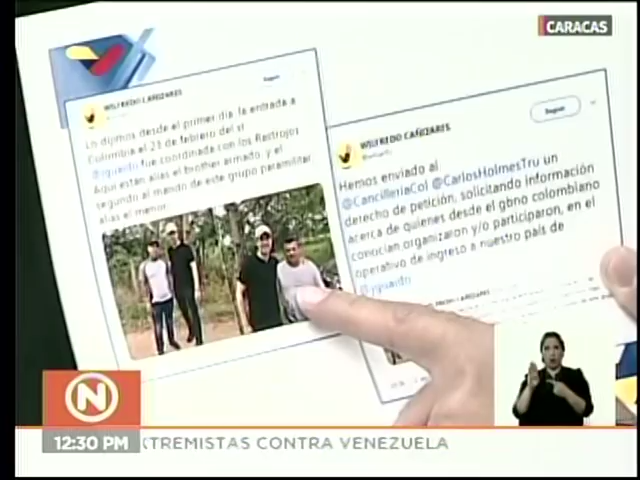 CARACAS
WILFREDO CAÑIZARES
Seguir
Lo dijimos desde el primer dia, la entrada a
Colombia el 23 de febrero del sr
@jguaido fue coordinada con los Rastrojos
Aqui estan alias el brother armado, y el
segundo al mando de este grupo paramilitar
alias el menor.
WILFREDO CAÑIZARES
Seguir
Hemos enviado al
@CancilleriaCol @CarlosHolmesTru un
derecho de petición, solicitando información
acerca de quienes desde el gbno colombiano
conocian,organizaron y/o participaron, en el
operativo de ingreso a nuestro país de
@jguaido
N
12:30 PM
XTREMISTAS CONTRA VENEZUELA